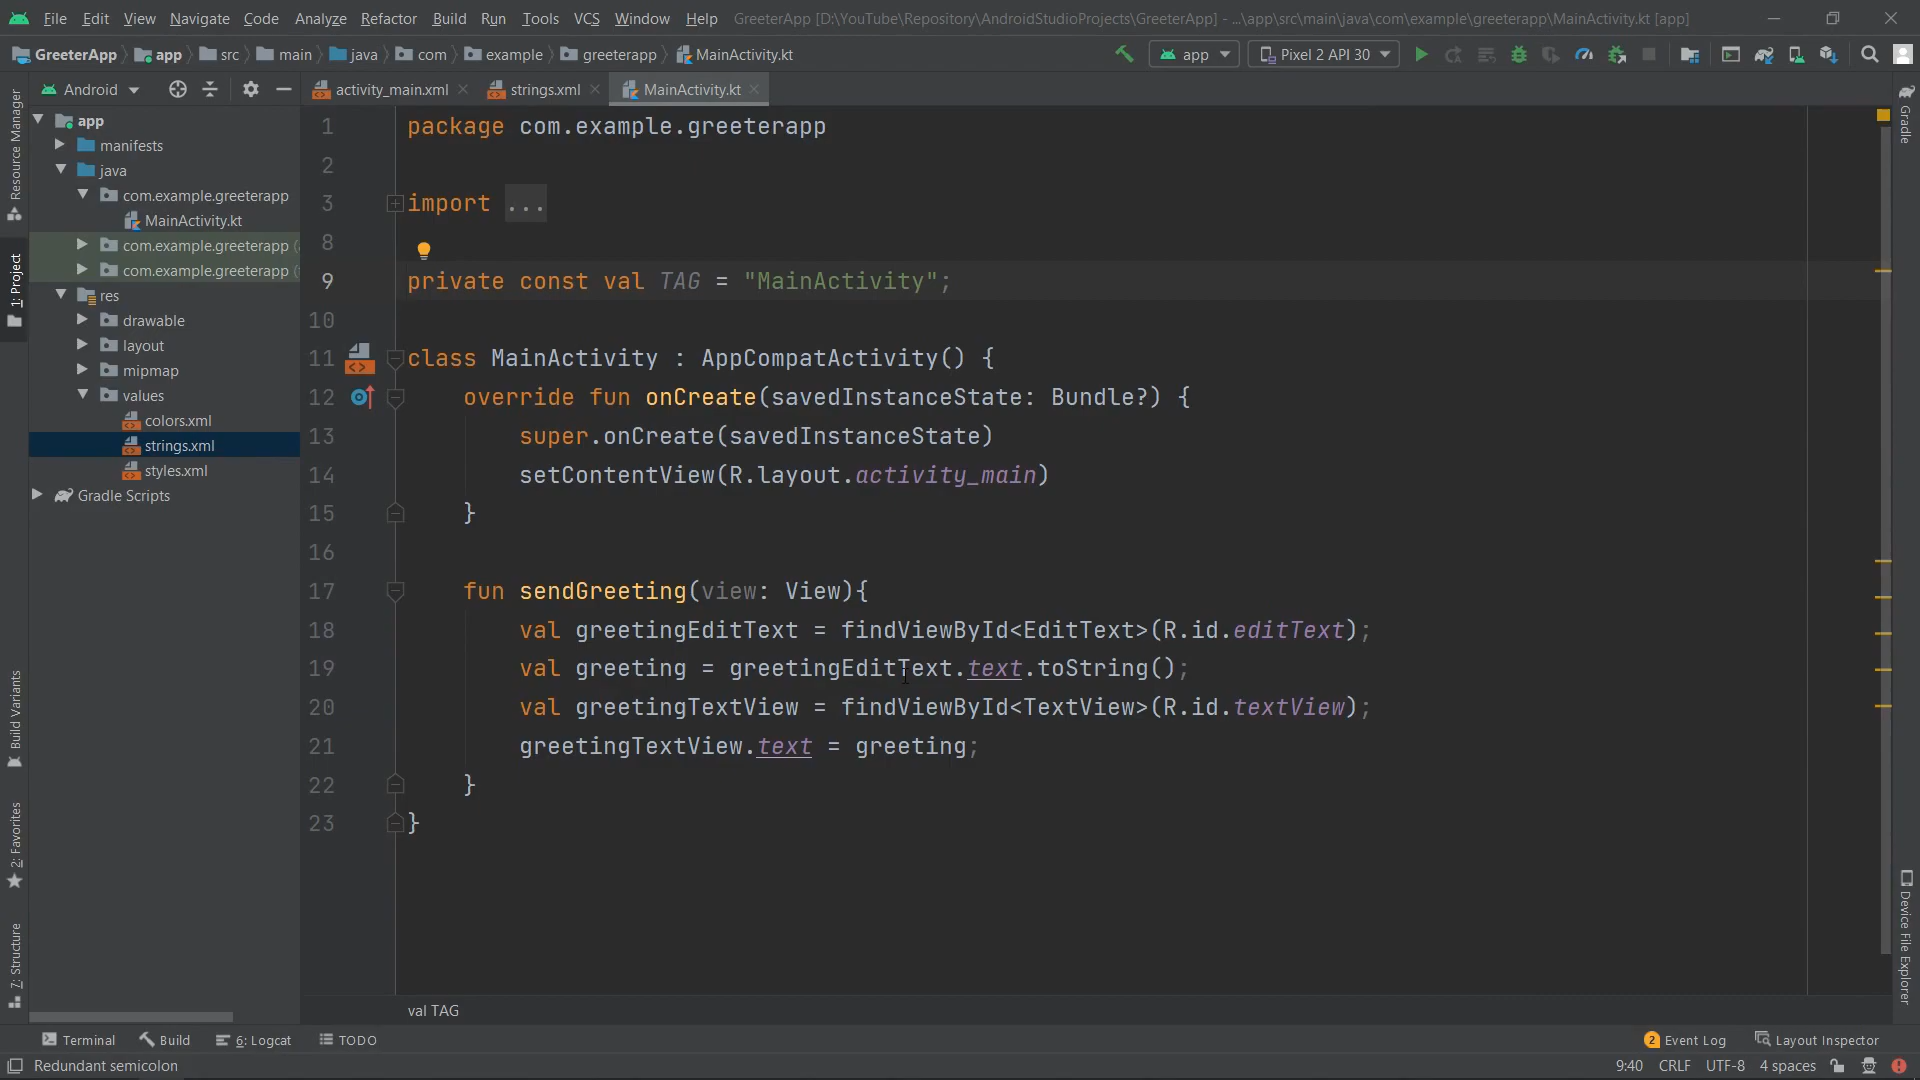 File Edit View Navigate Code Analyze Refactor Build Run Tools VCS Window Help GreeterApp [D:\YouTube\Repository\AndroidStudioProjects\GreeterApp] - ...\app\src\main\java\com\example\greeterapp\MainActivity.kt [app]
GreeterApp app src main java com example greeterapp MainActivity.kt app Pixel 2 API 30
Android activity_main.xml strings.xml MainActivity.kt
Resource Manager
1: Project
Build Variants
2: Favorites
7: Structure
app
manifests
java
com.example.greeterapp
MainActivity.kt
com.example.greeterapp (
com.example.greeterapp (
res
drawable
layout
mipmap
values
colors.xml
strings.xml
styles.xml
Gradle Scripts
1 package com.example.greeterapp
2
3 import ...
8
9 private const val TAG = "MainActivity";
10
11 class MainActivity : AppCompatActivity() {
12 override fun onCreate(savedInstanceState: Bundle?) {
13 super.onCreate(savedInstanceState)
14 setContentView(R.layout.activity_main)
15 }
16
17 fun sendGreeting(view: View){
18 val greetingEditText = findViewById<EditText>(R.id.editText);
19 val greeting = greetingEditText.text.toString();
20 val greetingTextView = findViewById<TextView>(R.id.textView);
21 greetingTextView.text = greeting;
22 }
23 }
val TAG
Gradle
Device File Explorer
Terminal Build 6: Logcat TODO 2 Event Log Layout Inspector
Redundant semicolon 9:40 CRLF UTF-8 4 spaces